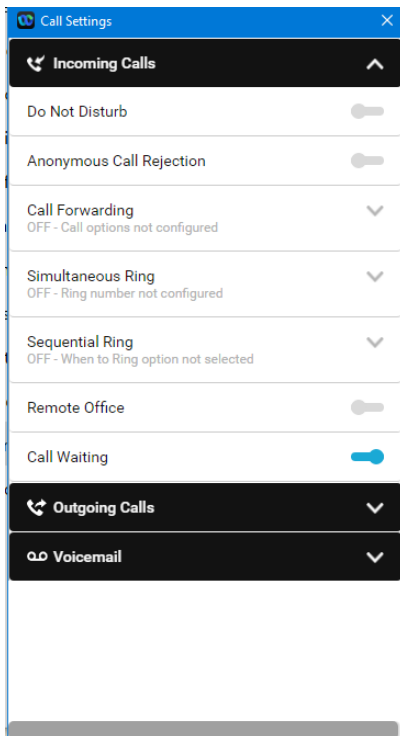 Call Settings
Incoming Calls
Do Not Disturb
Anonymous Call Rejection
Call Forwarding
OFF - Call options not configured
Simultaneous Ring
OFF - Ring number not configured
Sequential Ring
OFF - When to Ring option not selected
Remote Office
Call Waiting
Outgoing Calls
Voicemail